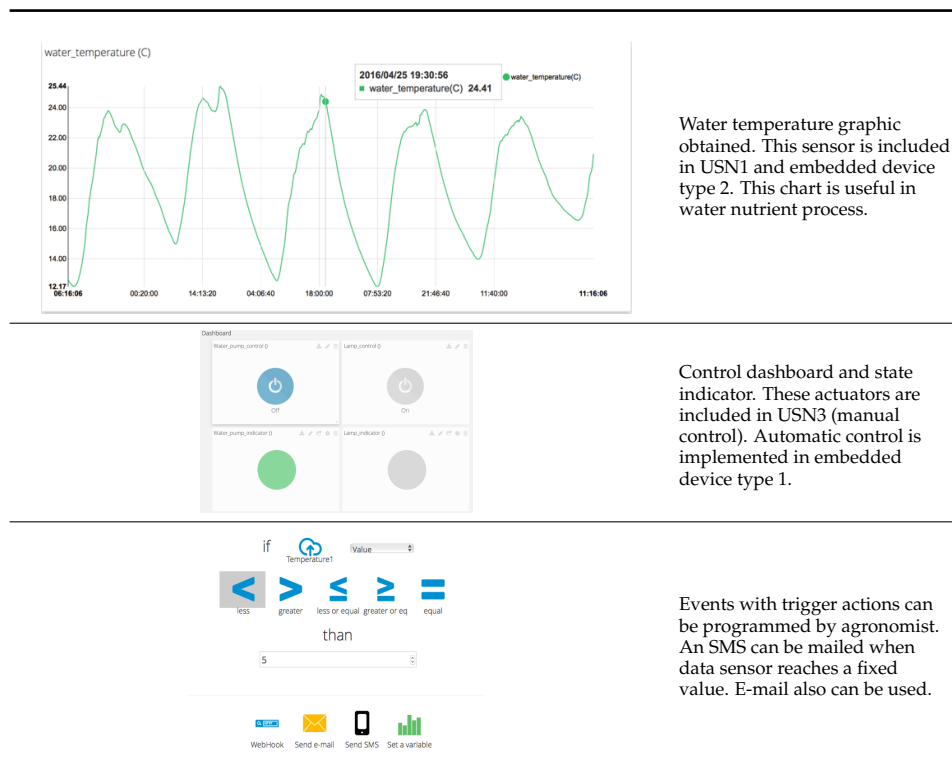 water_temperature (C)
2016/04/25 19:30:56
water_temperature(C) 24.41
water_temperature(C)
25.44
24.00
22.00
20.00
18.00
16.00
14.00
12.17
06:16:06 00:20:00 14:13:20 04:06:40 18:00:00 07:53:20 21:46:40 11:40:00 11:16:06
Water temperature graphic
obtained. This sensor is included
in USN1 and embedded device
type 2. This chart is useful in
water nutrient process.
Dashboard
Water_pump_control () Lamp_control ()
Off On
Water_pump_indicator () Lamp_indicator ()
Control dashboard and state
indicator. These actuators are
included in USN3 (manual
control). Automatic control is
implemented in embedded
device type 1.
if Temperature1 Value
< > ≤ ≥ =
less greater less or equal greater or eq equal
than
5
WebHook Send e-mail Send SMS Set a variable
Events with trigger actions can
be programmed by agronomist.
An SMS can be mailed when
data sensor reaches a fixed
value. E-mail also can be used.